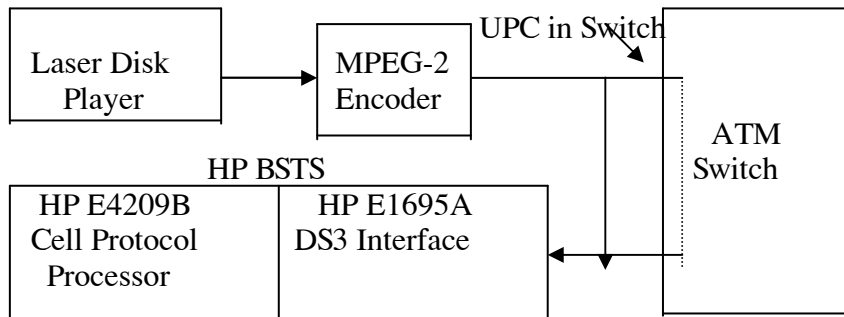 UPC in Switch
Laser Disk
Player
MPEG-2
Encoder
ATM
Switch
HP BSTS
HP E4209B
Cell Protocol
Processor
HP E1695A
DS3 Interface